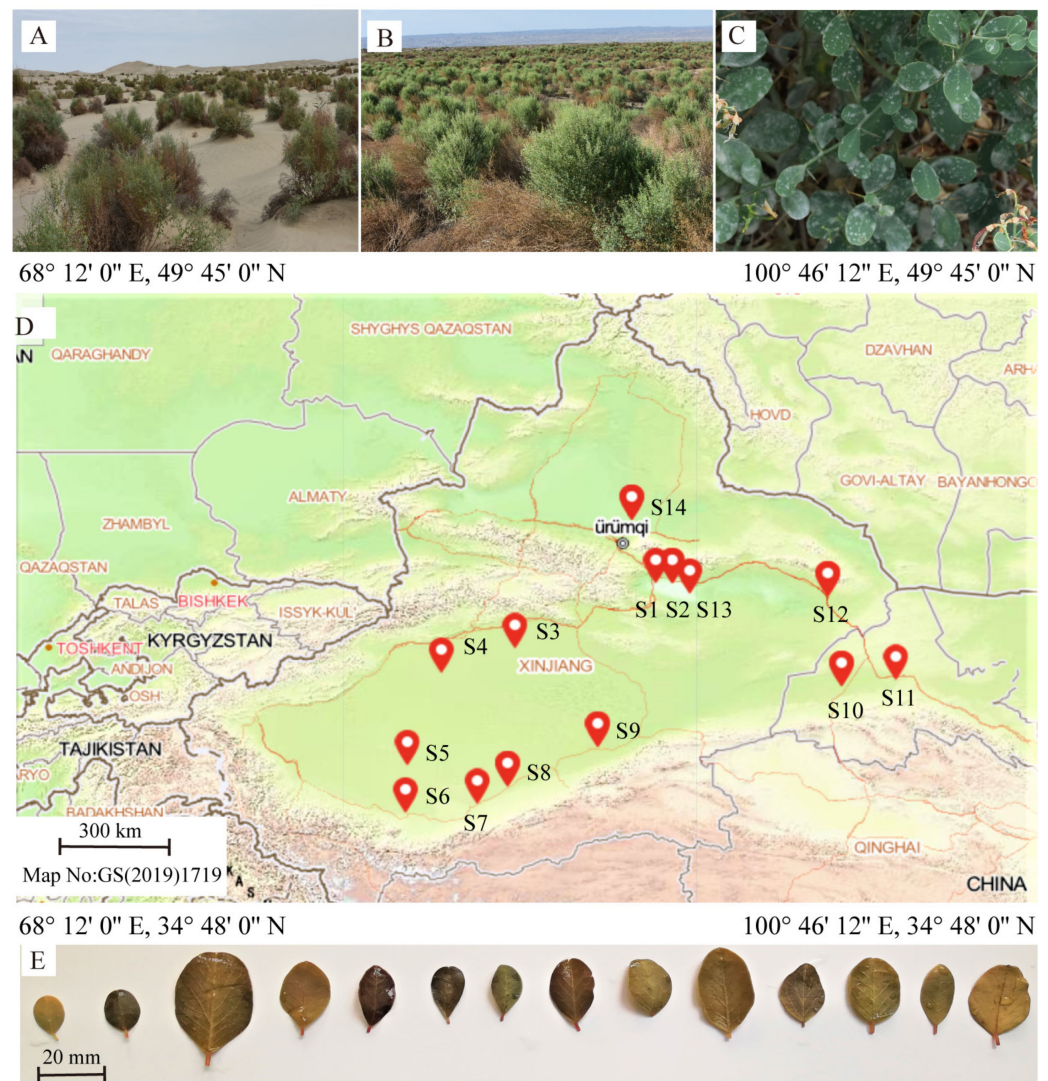 A
B
C
68° 12' 0" E, 49° 45' 0" N
100° 46' 12" E, 49° 45' 0" N
D
SHYGHYS QAZAQSTAN
QARAGHANDY
DZAVHAN
HOVD
GOVI-ALTAY
BAYANHONGO
ALMATY
ZHAMBYL
S14
ürümqi
QAZAQSTAN
TALAS
BISHKEK
ISSYK-KUL'
S1
S2
S13
S12
TOSHKENT
KYRGYZSTAN
S3
S4
XINJIANG
ANDIJON
OSH
S10
S11
TAJIKISTAN
S5
S9
S8
S6
S7
BADAKHSHAN
300 km
QINGHAI
Map No:GS(2019)1719
CHINA
68° 12' 0" E, 34° 48' 0" N
100° 46' 12" E, 34° 48' 0" N
E
20 mm